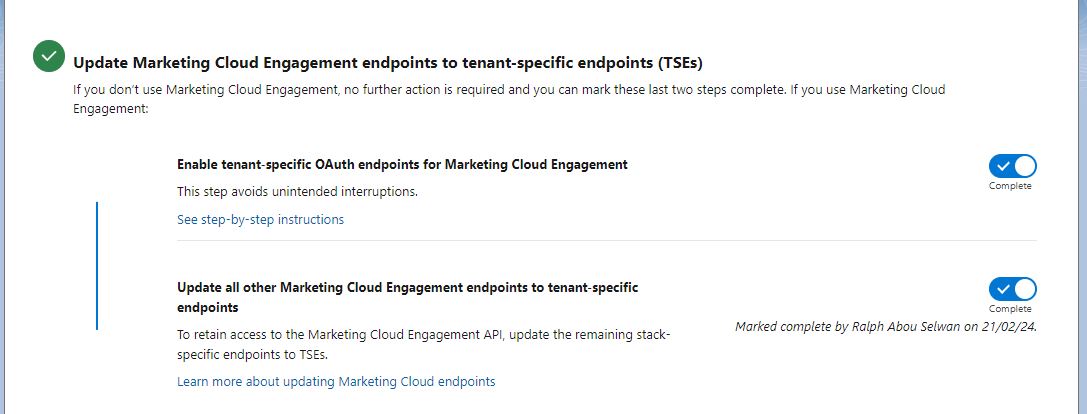 Update Marketing Cloud Engagement endpoints to tenant-specific endpoints (TSEs)
If you don't use Marketing Cloud Engagement, no further action is required and you can mark these last two steps complete. If you use Marketing Cloud
Engagement:
Enable tenant-specific OAuth endpoints for Marketing Cloud Engagement
Complete
This step avoids unintended interruptions.
See step-by-step instructions
Update all other Marketing Cloud Engagement endpoints to tenant-specific
endpoints
Complete
Marked complete by Ralph Abou Selwan on 21/02/24.
To retain access to the Marketing Cloud Engagement API, update the remaining stack-
specific endpoints to TSEs.
Learn more about updating Marketing Cloud endpoints